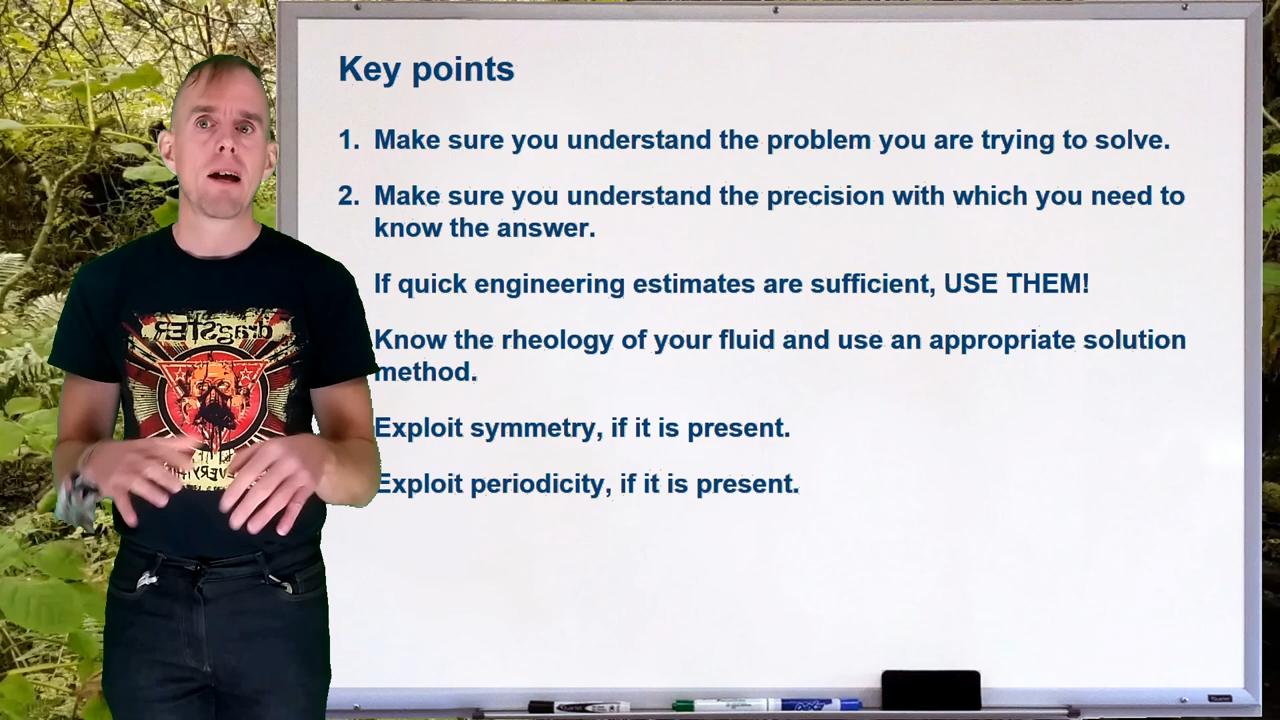 Key points
1. Make sure you understand the problem you are trying to solve.
2. Make sure you understand the precision with which you need to
know the answer.
If quick engineering estimates are sufficient, USE THEM!
Know the rheology of your fluid and use an appropriate solution
method.
Exploit symmetry, if it is present.
Exploit periodicity, if it is present.
dragSTER